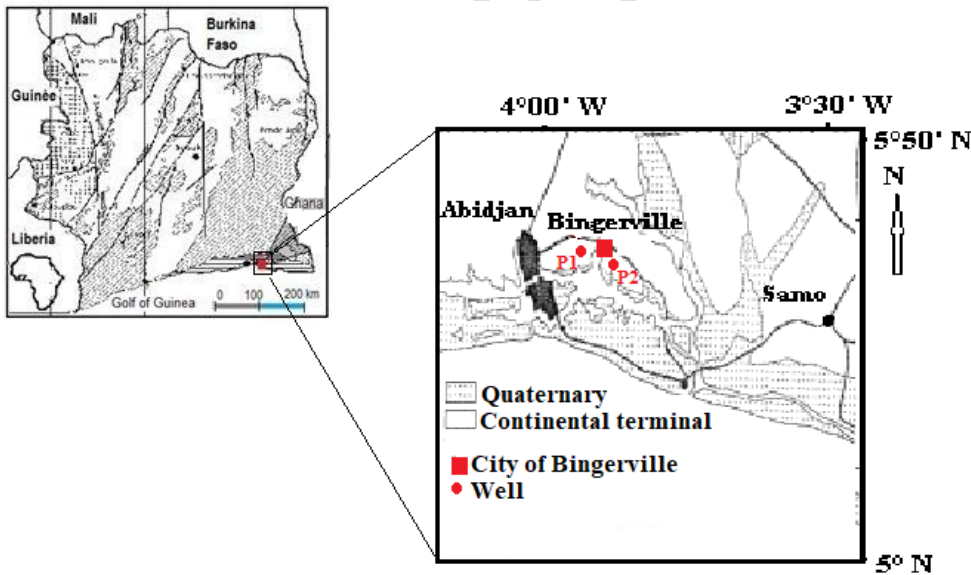 Mali
Burkina
Faso
Guinée
Ghana
Liberia
Golf of Guinea
0 100 200 km
4°00' W
3°30' W
5°50'
N
N
Abidjan
Bingerville
P1
P2
Samo
Quaternary
Continental terminal
City of Bingerville
Well
5° N